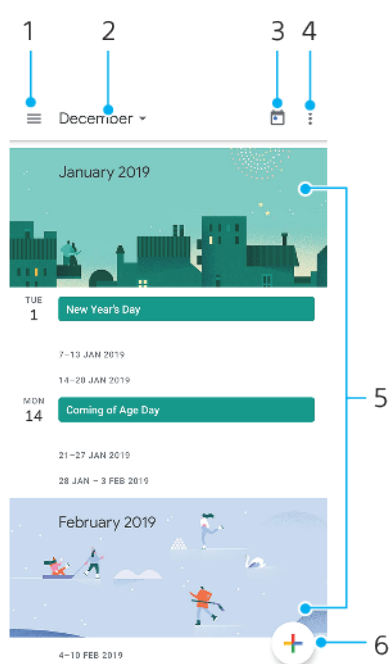 1 2 3 4
December
January 2019
TUE
1
New Year's Day
7–13 JAN 2019
14–20 JAN 2019
MON
14
Coming of Age Day
5
21–27 JAN 2019
28 JAN – 3 FEB 2019
February 2019
6
4–10 FEB 2019